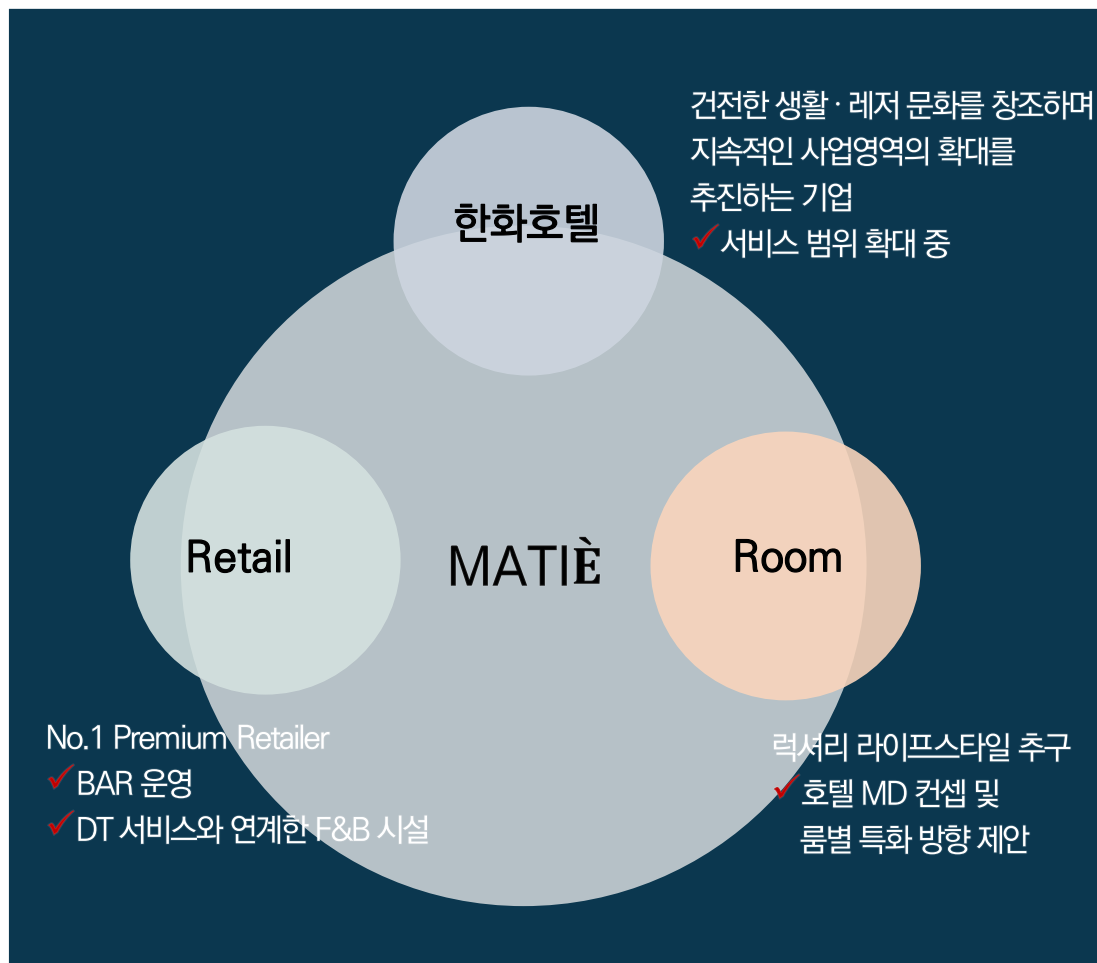 건전한 생활 · 레저 문화를 창조하며
지속적인 사업영역의 확대를
추진하는 기업
✓서비스 범위 확대 중
한화호텔
Retail
MATIÈ
Room
No.1 Premium Retailer
✓BAR 운영
✓DT 서비스와 연계한 F&B 시설
럭셔리 라이프스타일 추구
✓호텔 MD 컨셉 및
룸별 특화 방향 제안